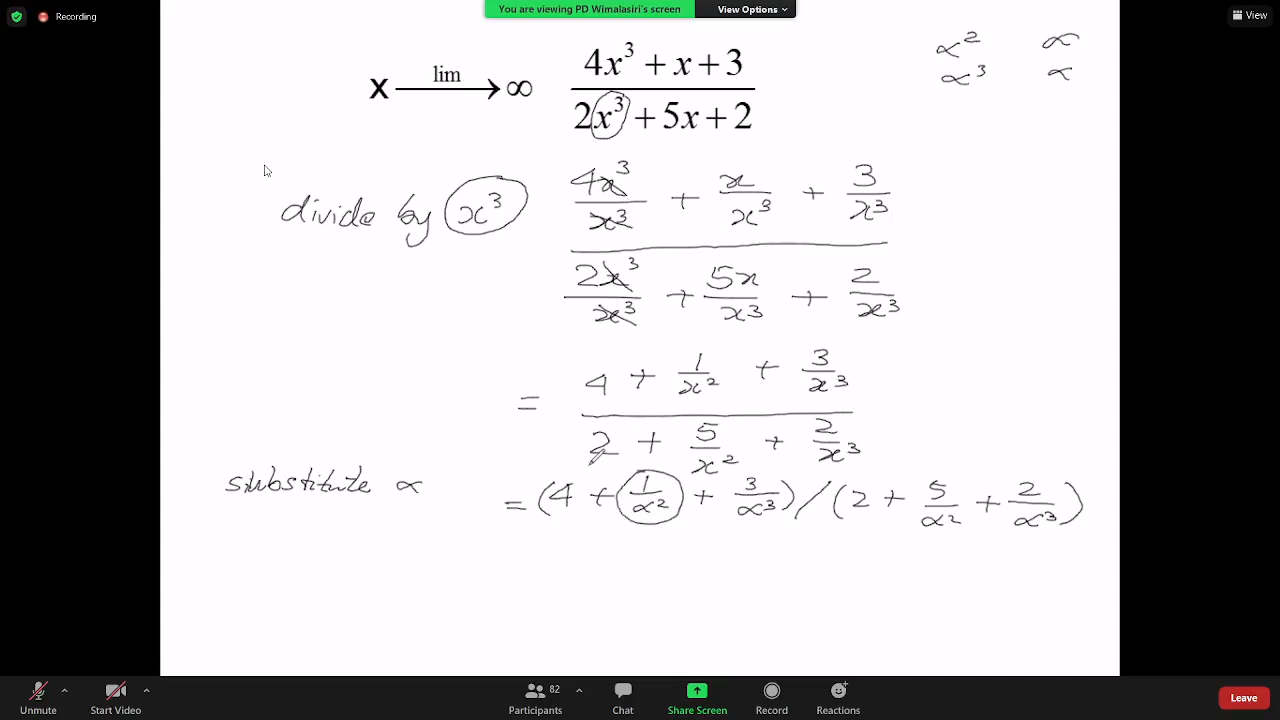 Recording
You are viewing PD Wimalasiri's screen
View Options
View
x lim → ∞ (4x³ + x + 3) / (2x³ + 5x + 2)
∝² ∝
∝³ ∝
divide by x³
4x³/x³ + x/x³ + 3/x³
2x³/x³ + 5x/x³ + 2/x³
= 4 + 1/x² + 3/x³
2 + 5/x² + 2/x³
substitute ∝
= (4 + 1/∝² + 3/∝³) / (2 + 5/∝² + 2/∝³)
Unmute
Start Video
82
Participants
Chat
Share Screen
Record
Reactions
Leave